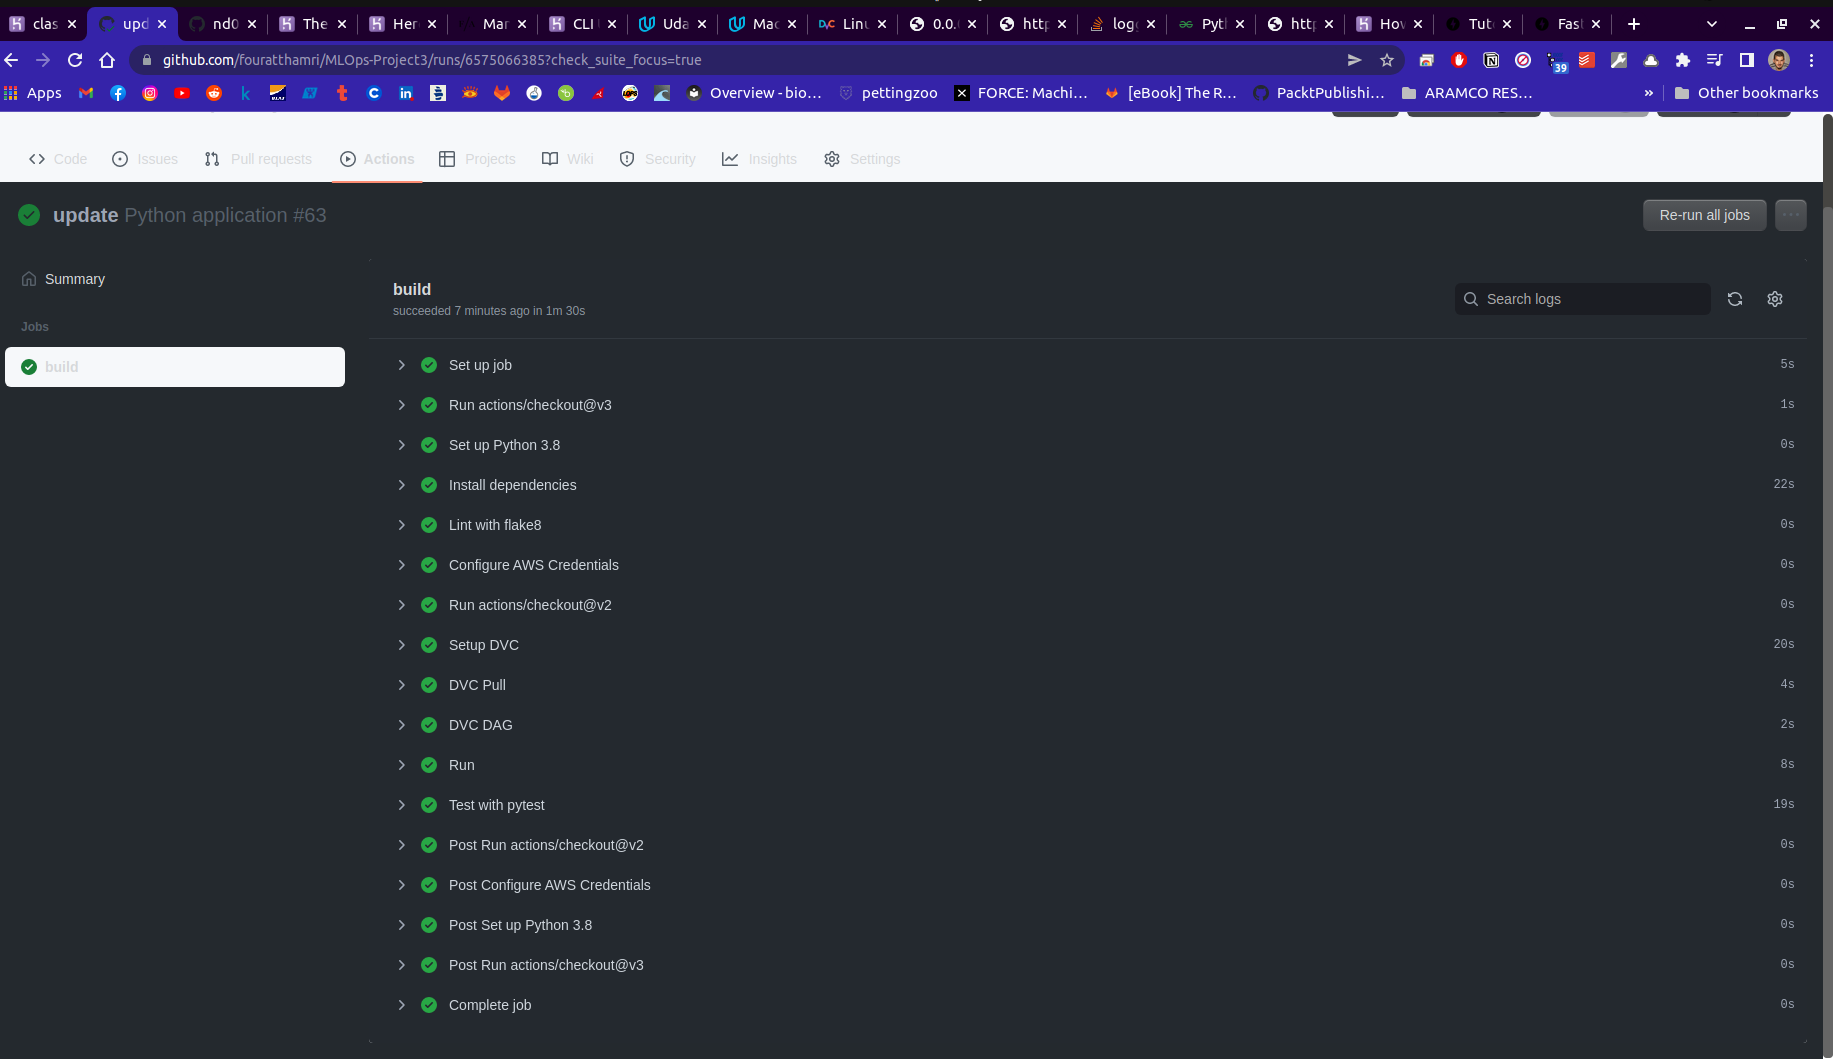 clas upd nd0 The Her Mar CLI Uda Mac Linu 0.0. http log Pyt http How Tut Fast
github.com/fouratthamri/MLOps-Project3/runs/6575066385?check_suite_focus=true
39
Apps Overview - bio... pettingzoo FORCE: Machi... [eBook] The R... PacktPublishi... ARAMCO RES... » Other bookmarks
Code Issues Pull requests Actions Projects Wiki Security Insights Settings
update Python application #63
Re-run all jobs
Summary
Jobs
build
build
succeeded 7 minutes ago in 1m 30s
Search logs
Set up job 5s
Run actions/checkout@v3 1s
Set up Python 3.8 0s
Install dependencies 22s
Lint with flake8 0s
Configure AWS Credentials 0s
Run actions/checkout@v2 0s
Setup DVC 20s
DVC Pull 4s
DVC DAG 2s
Run 8s
Test with pytest 19s
Post Run actions/checkout@v2 0s
Post Configure AWS Credentials 0s
Post Set up Python 3.8 0s
Post Run actions/checkout@v3 0s
Complete job 0s